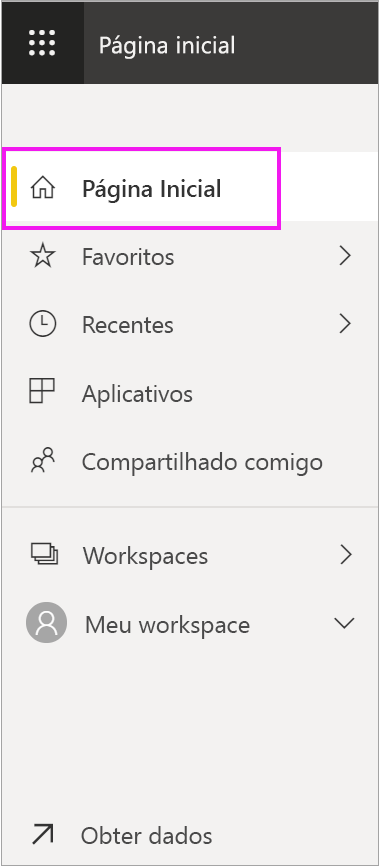 Página inicial
Página Inicial
Favoritos
Recentes
Aplicativos
Compartilhado comigo
Workspaces
Meu workspace
Obter dados